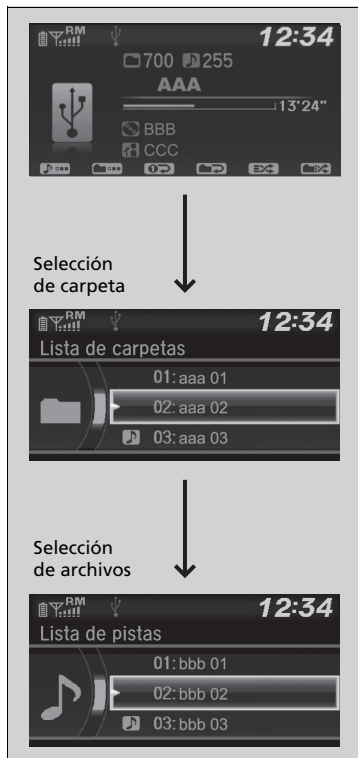 RM 12:34
700 255
AAA
13'24"
BBB
CCC
Selección
de carpeta
RM 12:34
Lista de carpetas
01: aaa 01
02: aaa 02
03: aaa 03
Selección
de archivos
RM 12:34
Lista de pistas
01: bbb 01
02: bbb 02
03: bbb 03